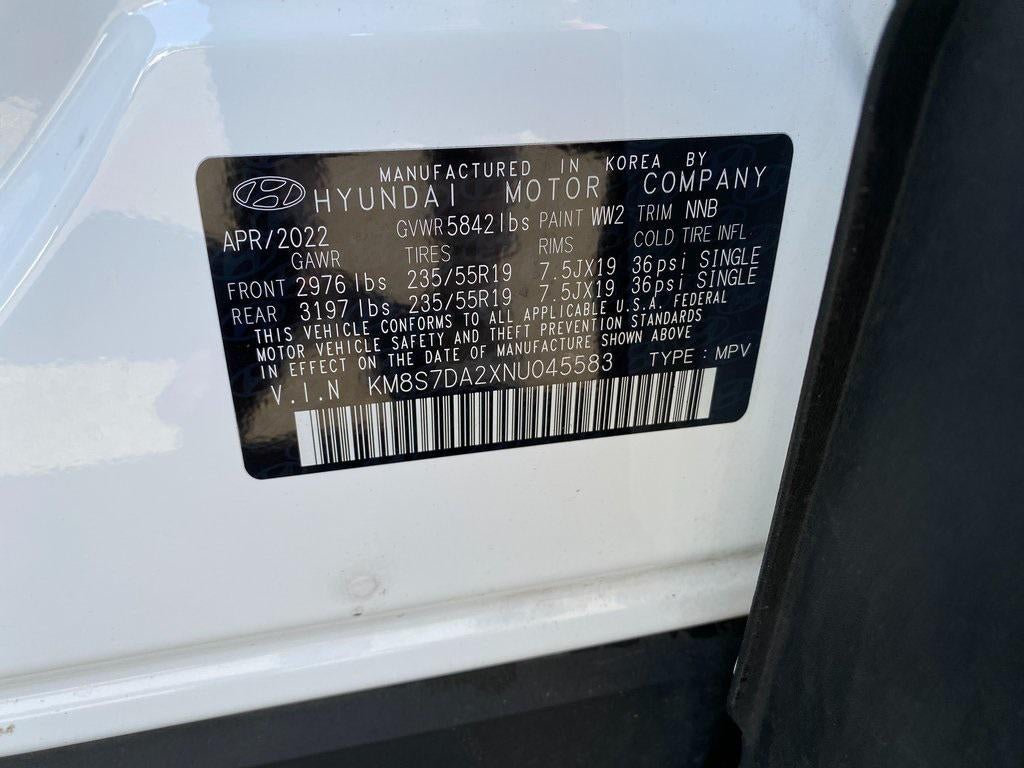 MANUFACTURED IN KOREA BY
HYUNDAI MOTOR COMPANY
APR/2022 GVWR 5842 lbs PAINT WW2 TRIM NNB
GAWR TIRES RIMS COLD TIRE INFL
FRONT 2976 lbs 235/55R19 7.5JX19 36psi SINGLE
REAR 3197 lbs 235/55R19 7.5JX19 36psi SINGLE
THIS VEHICLE CONFORMS TO ALL APPLICABLE U.S.A. FEDERAL
MOTOR VEHICLE SAFETY AND THEFT PREVENTION STANDARDS
IN EFFECT ON THE DATE OF MANUFACTURE SHOWN ABOVE
V.I.N KM8S7DA2XNU045583 TYPE : MPV